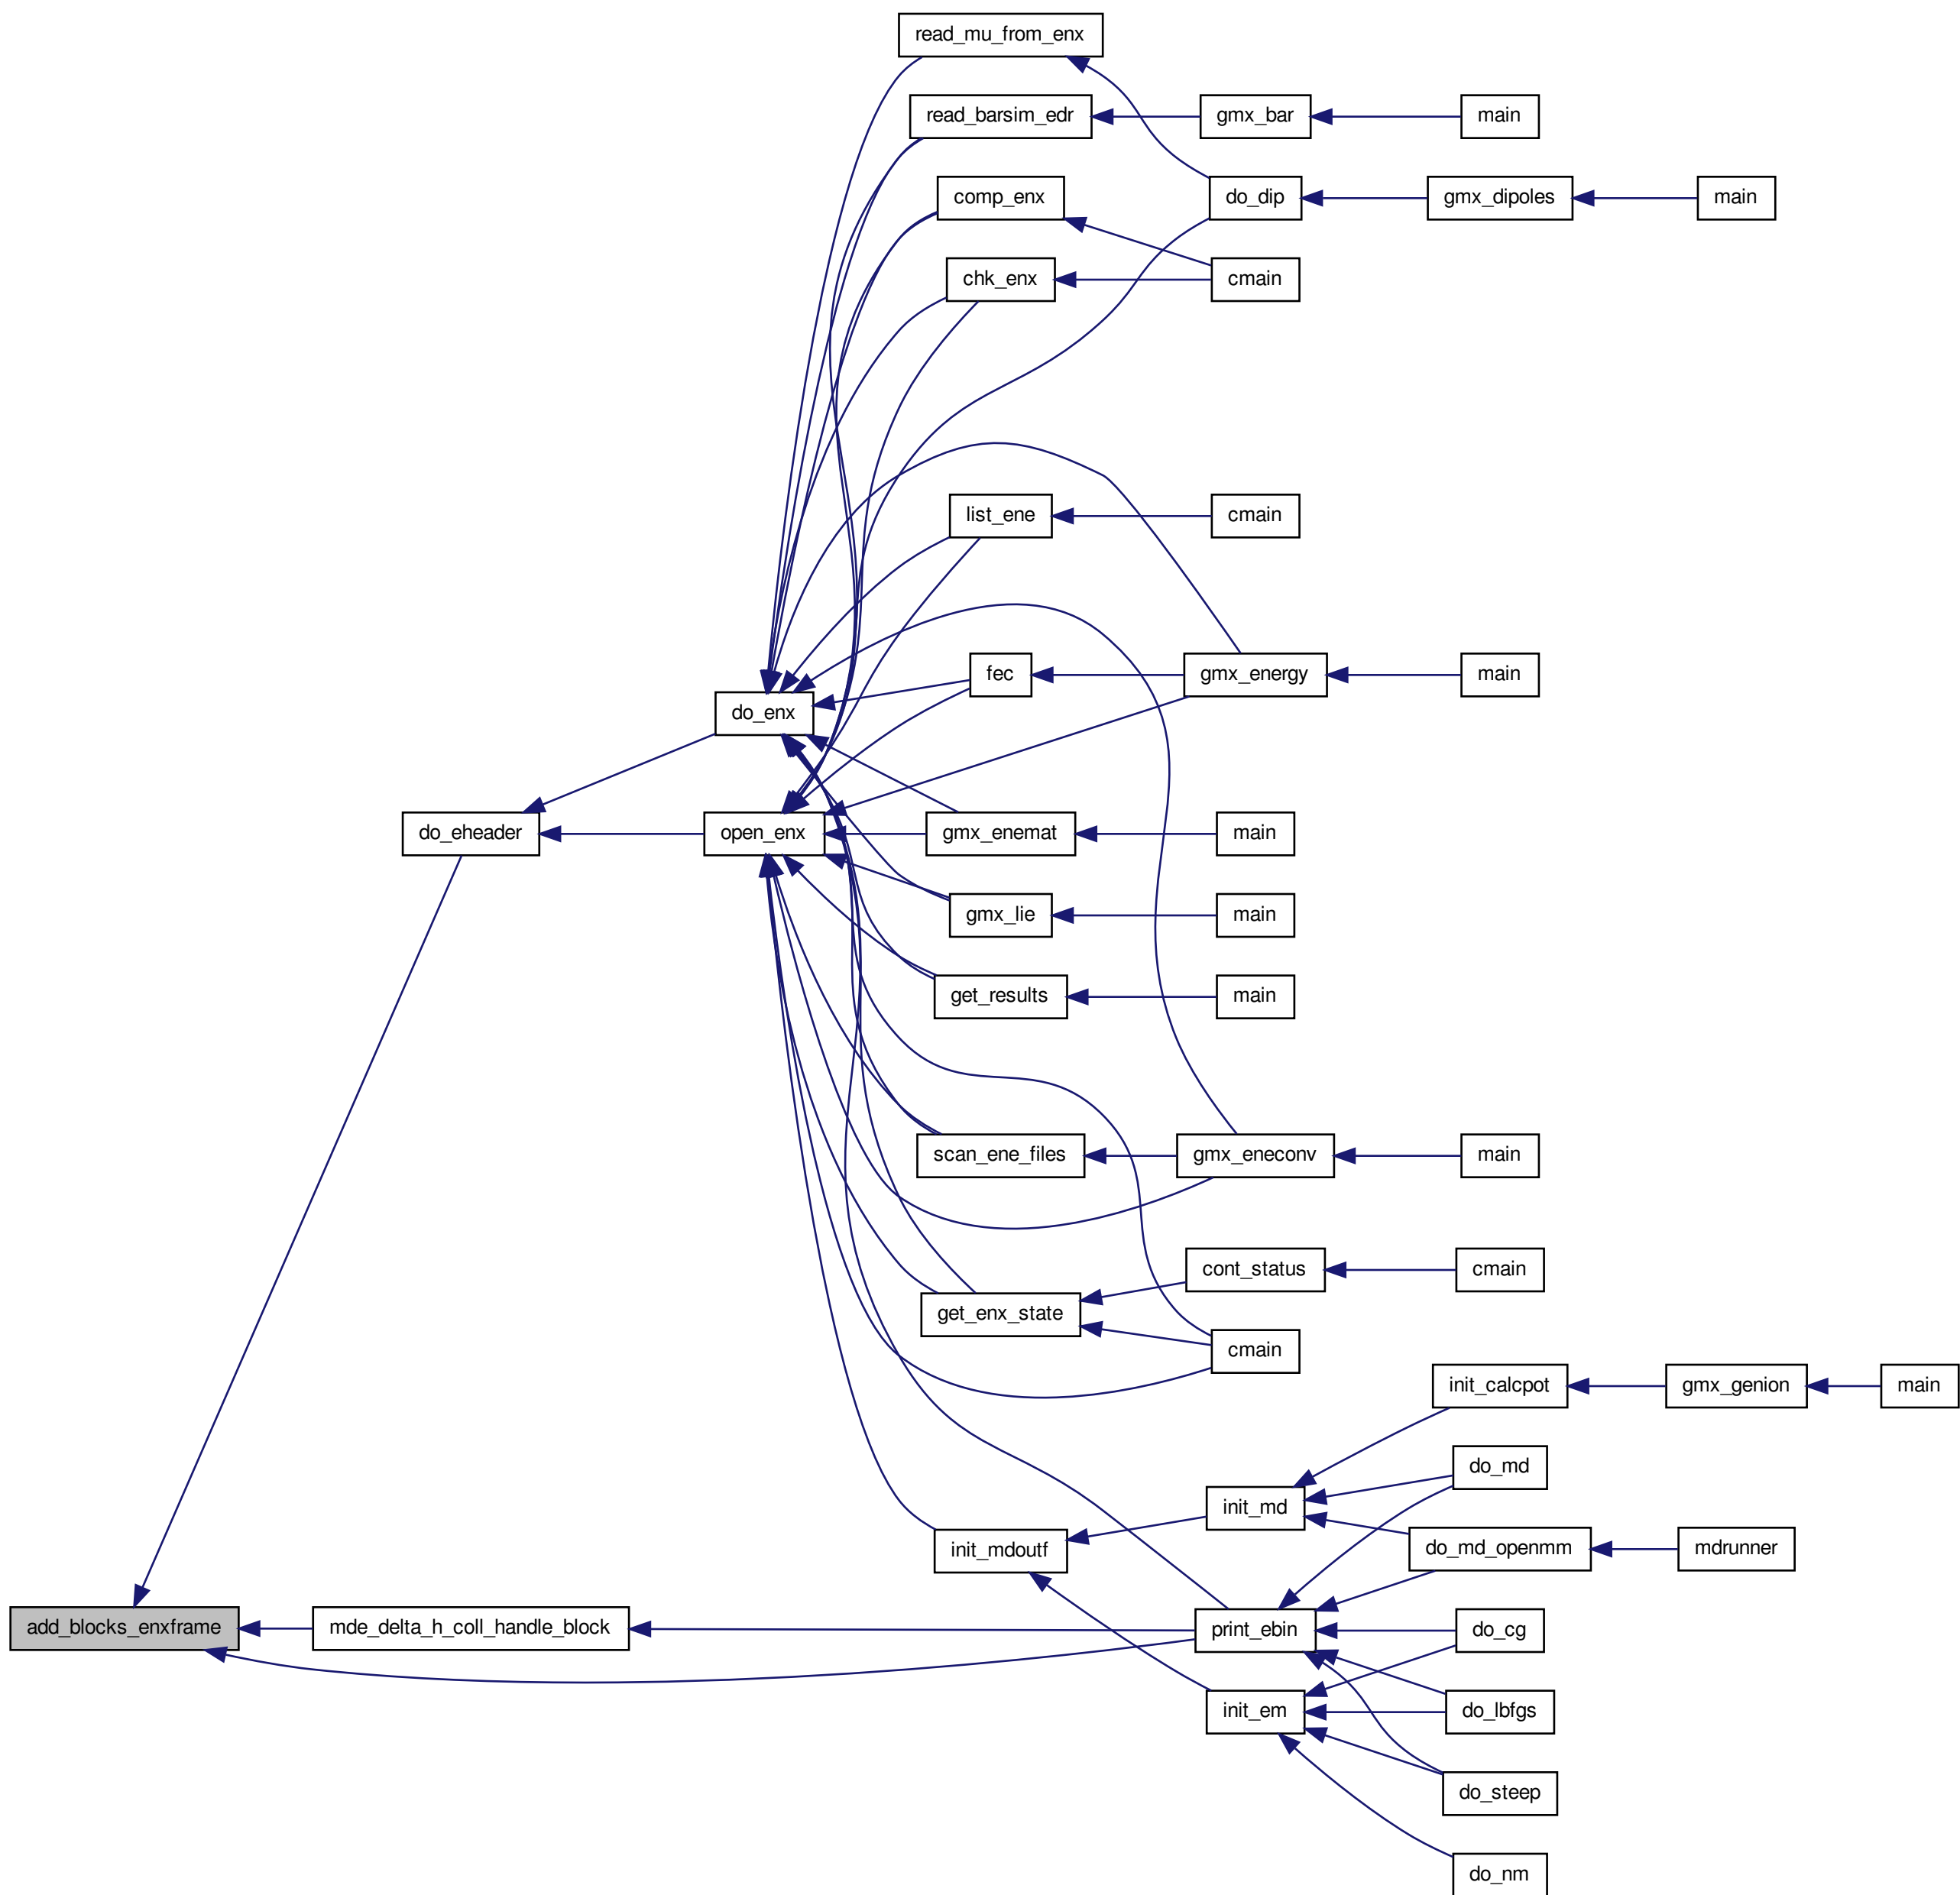 read_mu_from_enx
read_barsim_edr
gmx_bar
main
comp_enx
do_dip
gmx_dipoles
main
chk_enx
cmain
list_ene
cmain
fec
gmx_energy
main
do_enx
do_eheader
open_enx
gmx_enemat
main
gmx_lie
main
get_results
main
scan_ene_files
gmx_eneconv
main
cont_status
cmain
get_enx_state
cmain
init_calcpot
gmx_genion
main
do_md
init_md
init_mdoutf
do_md_openmm
mdrunner
add_blocks_enxframe
mde_delta_h_coll_handle_block
print_ebin
do_cg
init_em
do_lbfgs
do_steep
do_nm